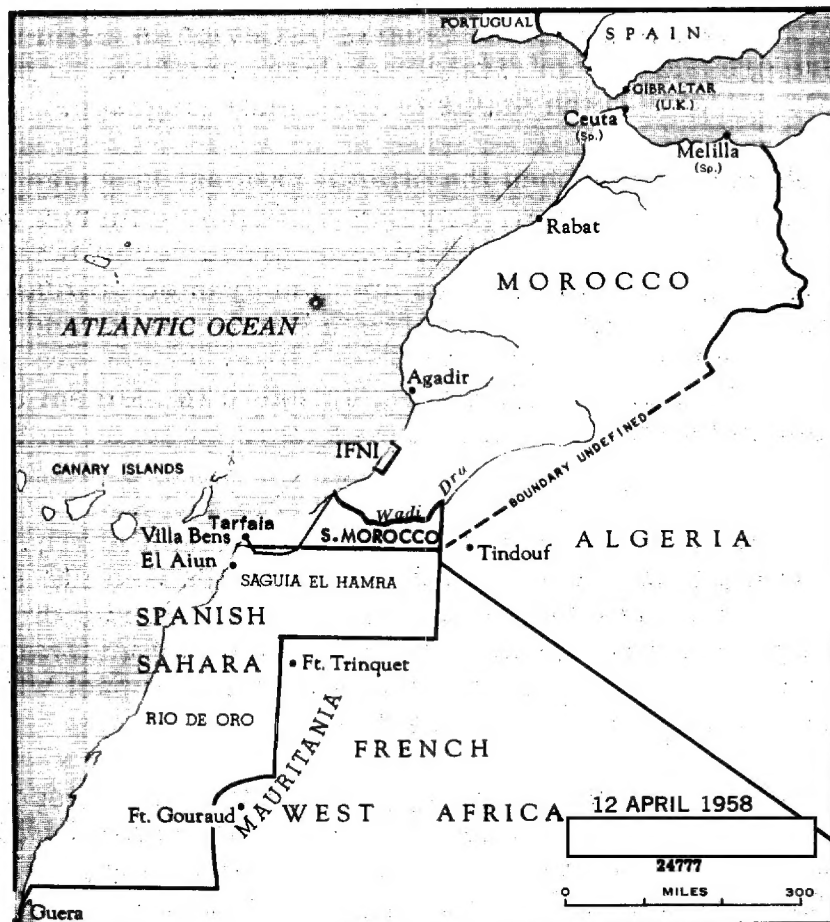 PORTUGUAL
SPAIN
GIBRALTAR
(U.K.)
Ceuta
(Sp.)
Melilla
(Sp.)
Rabat
MOROCCO
ATLANTIC OCEAN
Agadir
IFNI
CANARY ISLANDS
Wadi Dra
BOUNDARY UNDEFINED
Tarfaia
Villa Bens
S. MOROCCO
Tindouf
ALGERIA
El Aiun
SAGUIA EL HAMRA
SPANISH
SAHARA
Ft. Trinquet
RIO DE ORO
MAURITANIA
FRENCH
WEST AFRICA
Ft. Gouraud
12 APRIL 1958
24777
0 MILES 300
Guera